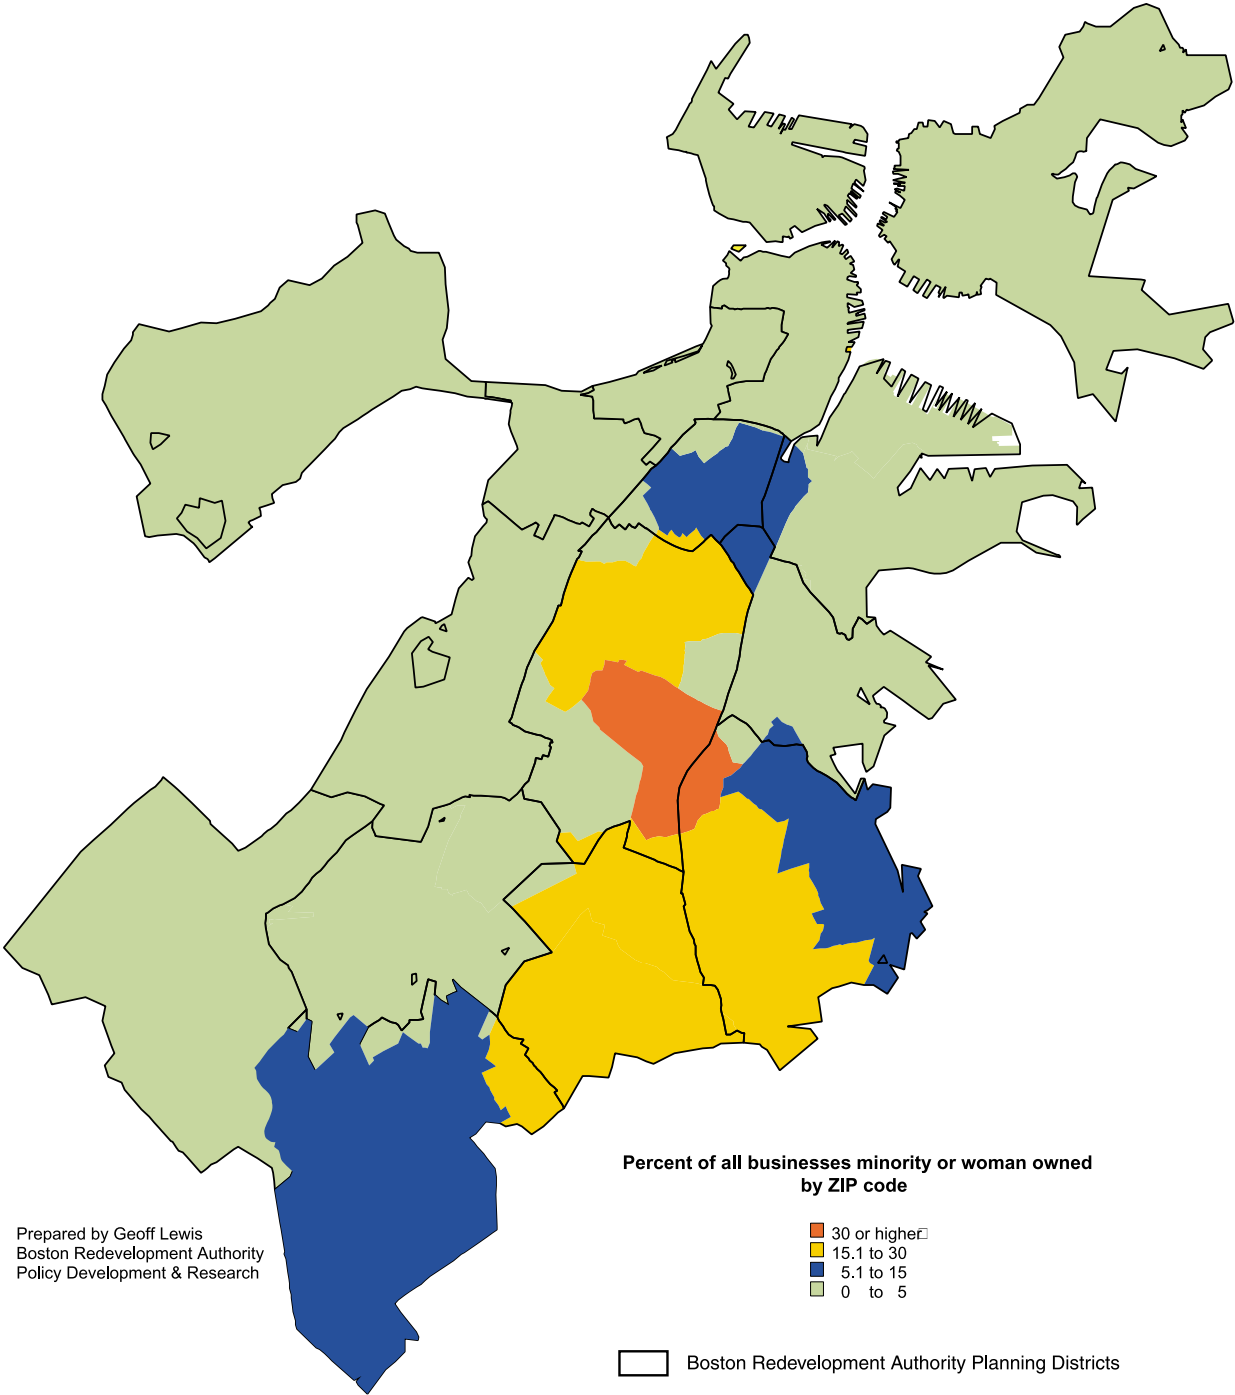 Percent of all businesses minority or woman owned
by ZIP code
30 or higher□
15.1 to 30
5.1 to 15
0 to 5
Prepared by Geoff Lewis
Boston Redevelopment Authority
Policy Development & Research
Boston Redevelopment Authority Planning Districts